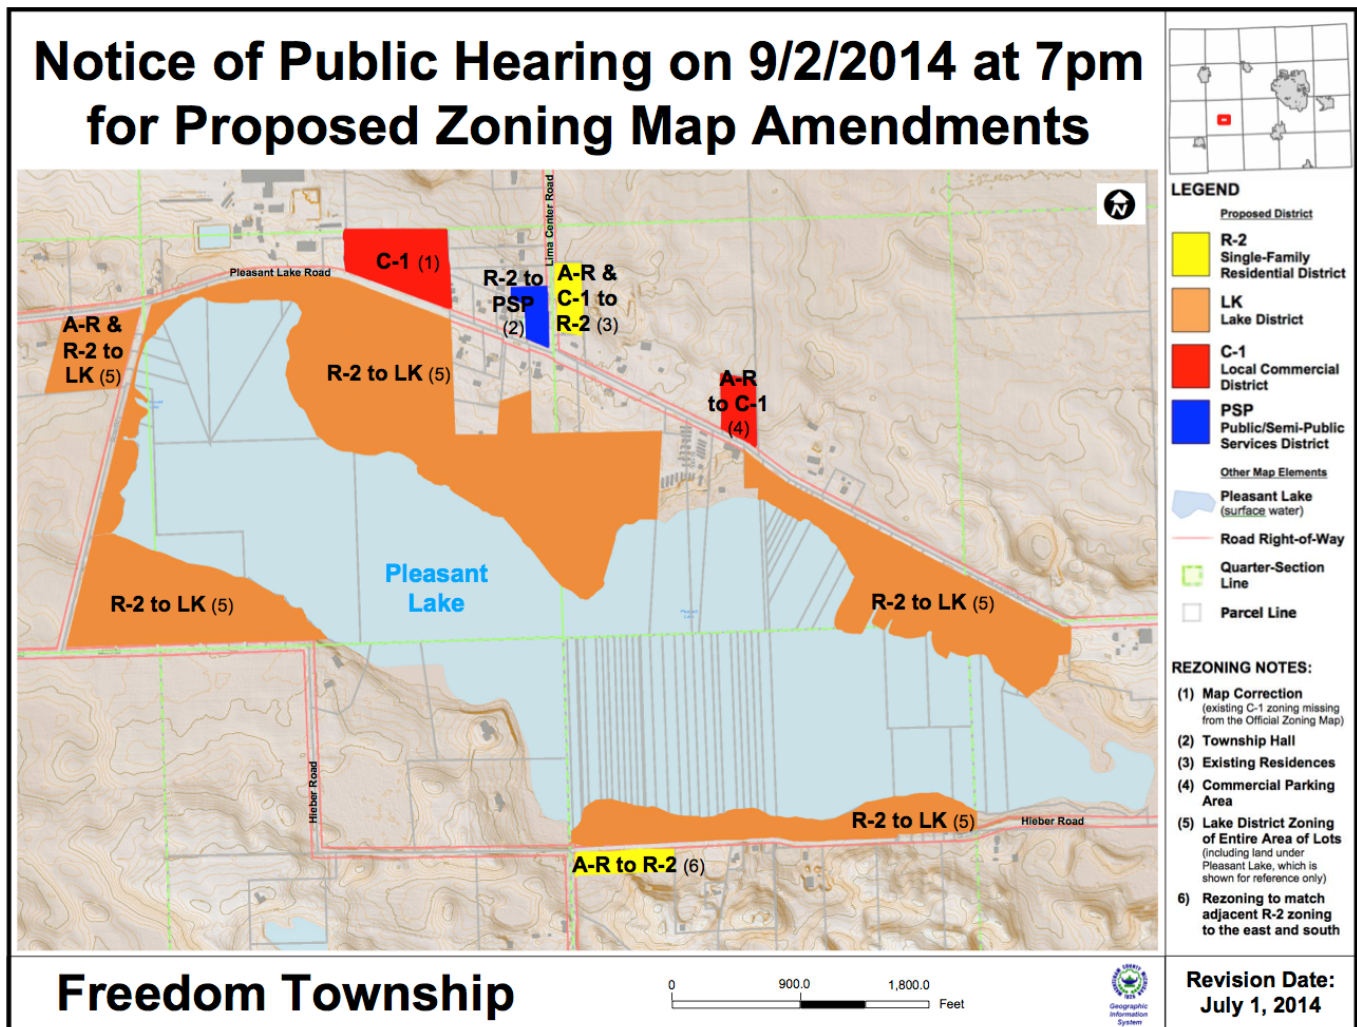 Notice of Public Hearing on 9/2/2014 at 7pm
for Proposed Zoning Map Amendments
Lima Center Road
N
Pleasant Lake Road
C-1 (1)
R-2 to
PSP
(2)
A-R &
C-1 to
R-2 (3)
A-R &
R-2 to
LK (5)
R-2 to LK (5)
A-R
to C-1
(4)
Pleasant
Lake
R-2 to LK (5)
R-2 to LK (5)
Hieber Road
R-2 to LK (5)
Hieber Road
A-R to R-2 (6)
LEGEND
Proposed District
R-2
Single-Family
Residential District
LK
Lake District
C-1
Local Commercial
District
PSP
Public/Semi-Public
Services District
Other Map Elements
Pleasant Lake
(surface water)
Road Right-of-Way
Quarter-Section
Line
Parcel Line
REZONING NOTES:
(1) Map Correction
(existing C-1 zoning missing
from the Official Zoning Map)
(2) Township Hall
(3) Existing Residences
(4) Commercial Parking
Area
(5) Lake District Zoning
of Entire Area of Lots
(including land under
Pleasant Lake, which is
shown for reference only)
6) Rezoning to match
adjacent R-2 zoning
to the east and south
Freedom Township
0 900.0 1,800.0
Feet
Geographic
Information
System
Revision Date:
July 1, 2014